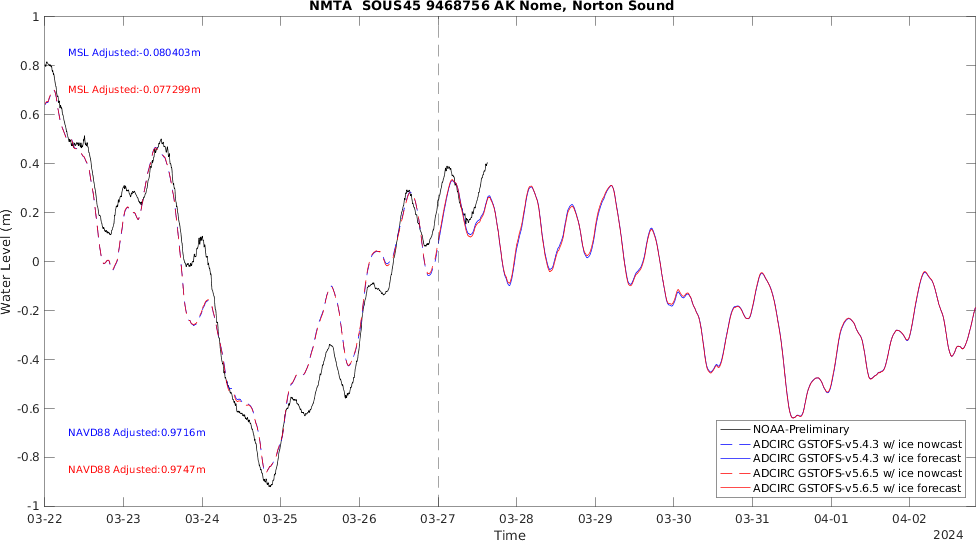 NMTA  SOUS45 9468756 AK Nome, Norton Sound
1
0.8
0.6
0.4
0.2
0
-0.2
-0.4
-0.6
-0.8
-1
Water Level (m)
MSL Adjusted:-0.080403m
MSL Adjusted:-0.077299m
NAVD88 Adjusted:0.9716m
NAVD88 Adjusted:0.9747m
NOAA-Preliminary
ADCIRC GSTOFS-v5.4.3 w/ ice nowcast
ADCIRC GSTOFS-v5.4.3 w/ ice forecast
ADCIRC GSTOFS-v5.6.5 w/ ice nowcast
ADCIRC GSTOFS-v5.6.5 w/ ice forecast
03-22 03-23 03-24 03-25 03-26 03-27 03-28 03-29 03-30 03-31 04-01 04-02
Time
2024